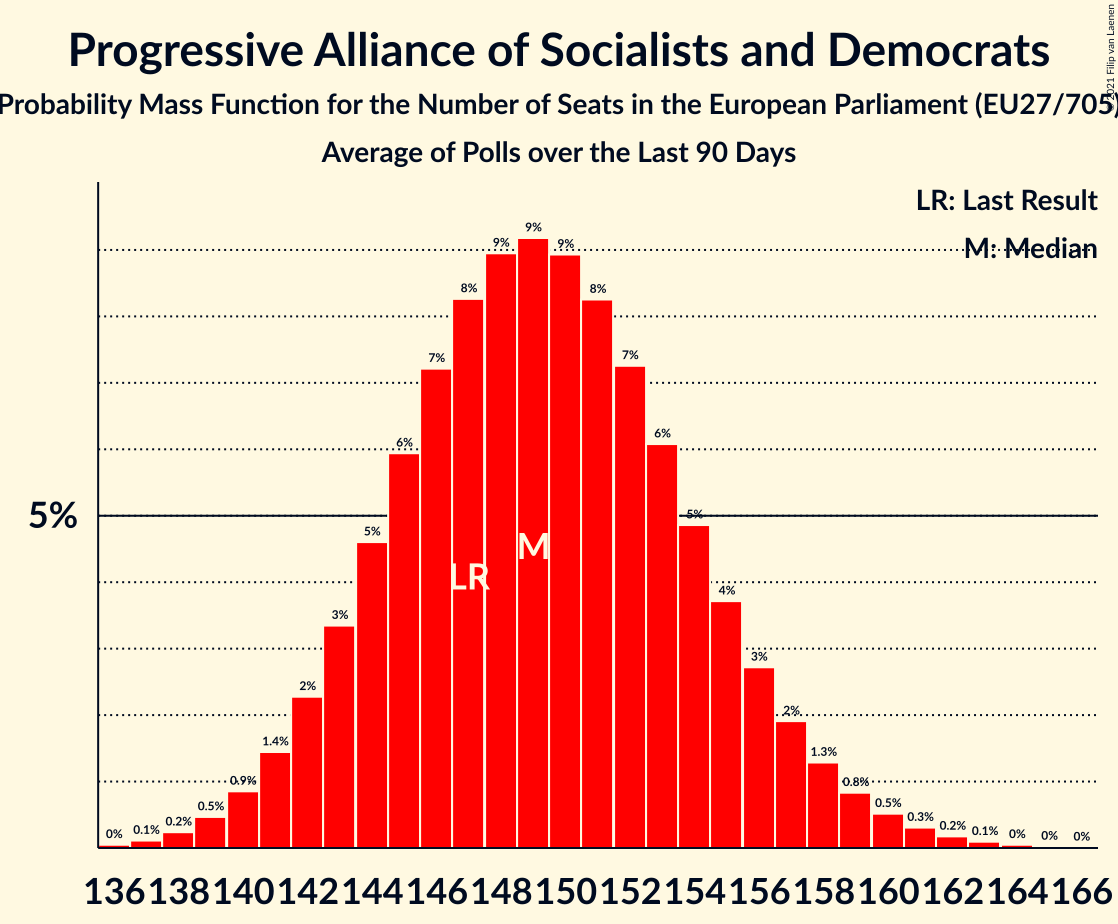 Progressive Alliance of Socialists and Democrats
Probability Mass Function for the Number of Seats in the European Parliament (EU27/705)
Average of Polls over the Last 90 Days
© 2021 Filip van Laenen
LR: Last Result
M: Median
5%
0% 0.1% 0.2% 0.5% 0.9% 1.4% 2% 3% 5% 6% 7% 8% 9% 9% 9% 8% 7% 6% 5% 4% 3% 2% 1.3% 0.8% 0.5% 0.3% 0.2% 0.1% 0% 0% 0%
M
LR
136 138 140 142 144 146 148 150 152 154 156 158 160 162 164 166